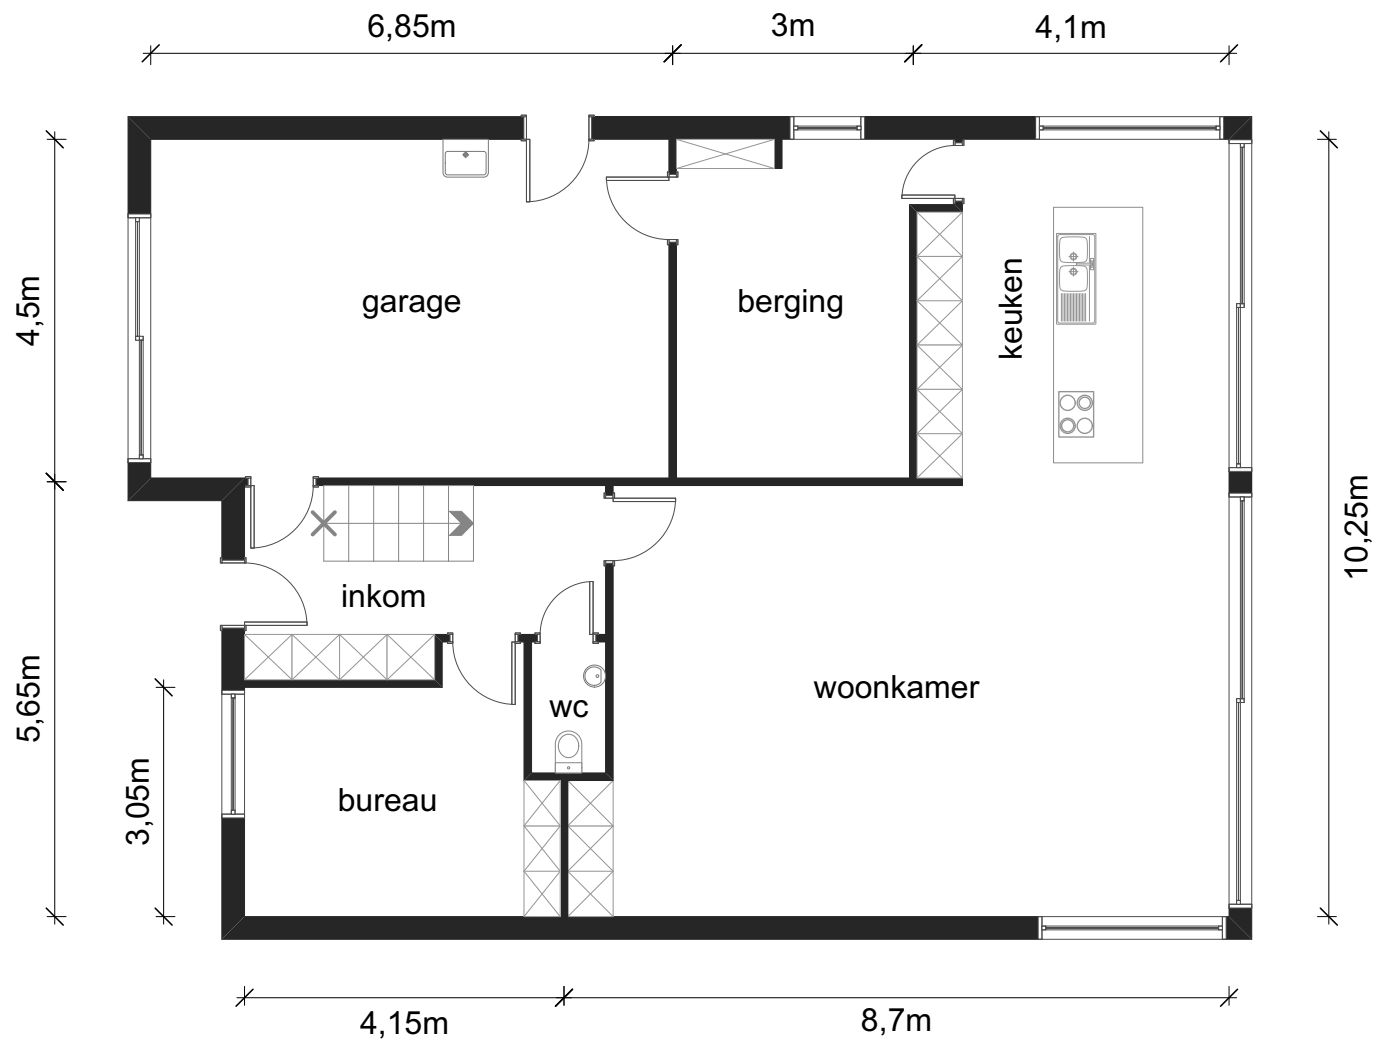 6,85m
3m
4,1m
4,5m
garage
berging
keuken
10,25m
inkom
5,65m
woonkamer
wc
3,05m
bureau
4,15m
8,7m